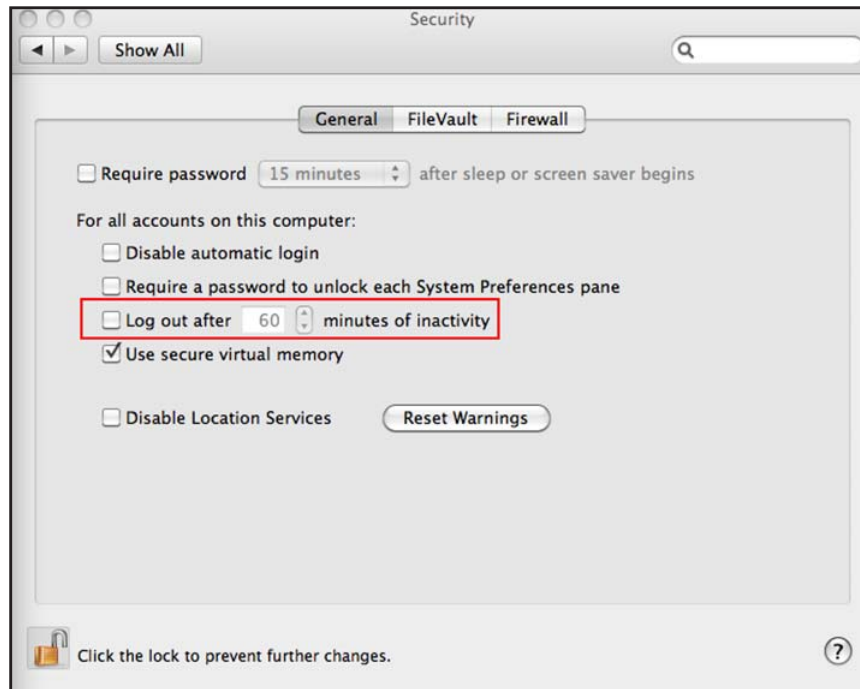 Security
Show All
General FileVault Firewall
Require password 15 minutes after sleep or screen saver begins
For all accounts on this computer:
Disable automatic login
Require a password to unlock each System Preferences pane
Log out after 60 minutes of inactivity
Use secure virtual memory
Disable Location Services Reset Warnings
Click the lock to prevent further changes. ?